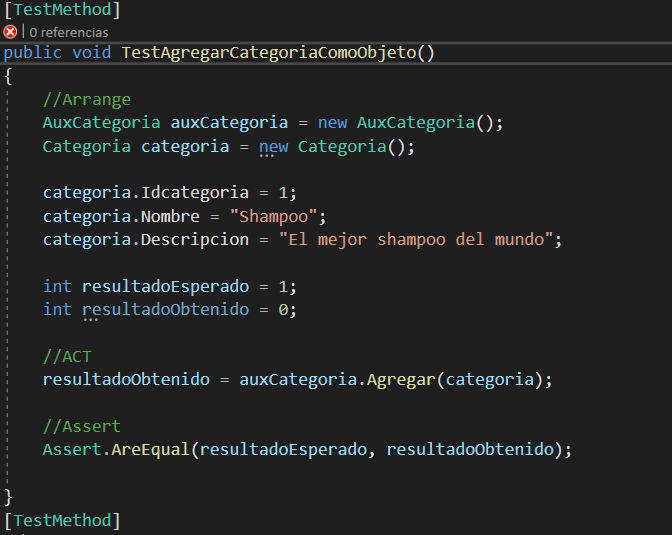 [TestMethod]
| 0 referencias
public void TestAgregarCategoriaComoObjeto()
{
//Arrange
AuxCategoria auxCategoria = new AuxCategoria();
Categoria categoria = new Categoria();
categoria.Idcategoria = 1;
categoria.Nombre = "Shampoo";
categoria.Descripcion = "El mejor shampoo del mundo";
int resultadoEsperado = 1;
int resultadoObtenido = 0;
//ACT
resultadoObtenido = auxCategoria.Agregar(categoria);
//Assert
Assert.AreEqual(resultadoEsperado, resultadoObtenido);
}
[TestMethod]